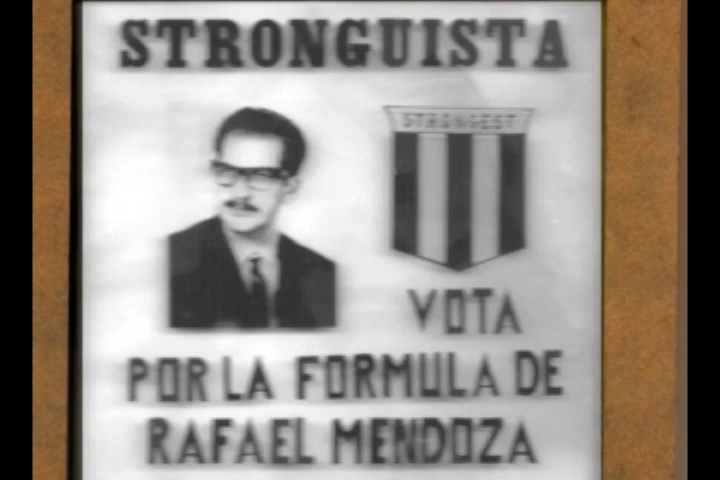 STRONGUISTA
STRONGEST
VOTA
POR LA FORMULA DE
RAFAEL MENDOZA